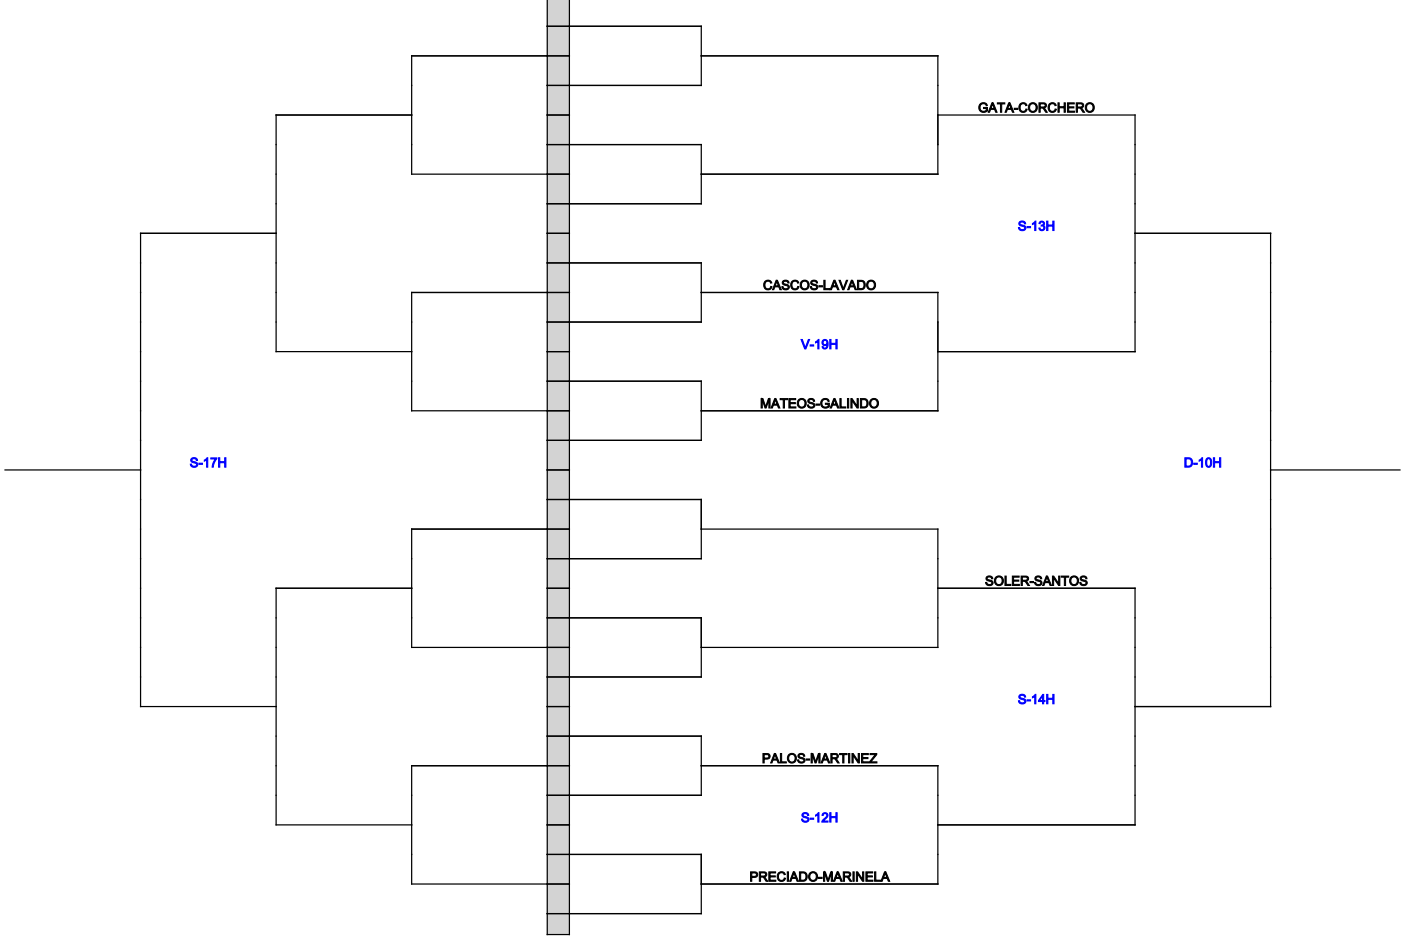 GATA-CORCHERO
S-13H
CASCOS-LAVADO
V-19H
MATEOS-GALINDO
S-17H
D-10H
SOLER-SANTOS
S-14H
PALOS-MARTINEZ
S-12H
PRECIADO-MARINELA